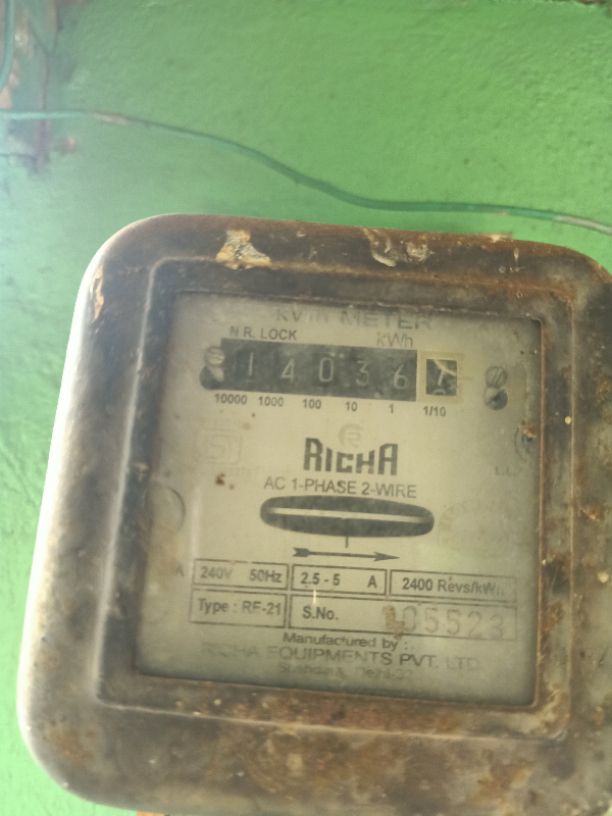 kWh METER
N R. LOCK kWh
1 4 0 3 6 7
10000 1000 100 10 1 1/10
RICHA
AC 1-PHASE 2-WIRE
240V 50Hz 2.5 - 5 A 2400 Revs/kWh
Type : RE-21 S.No. 05523
Manufactured by :
RICHA EQUIPMENTS PVT. LTD.